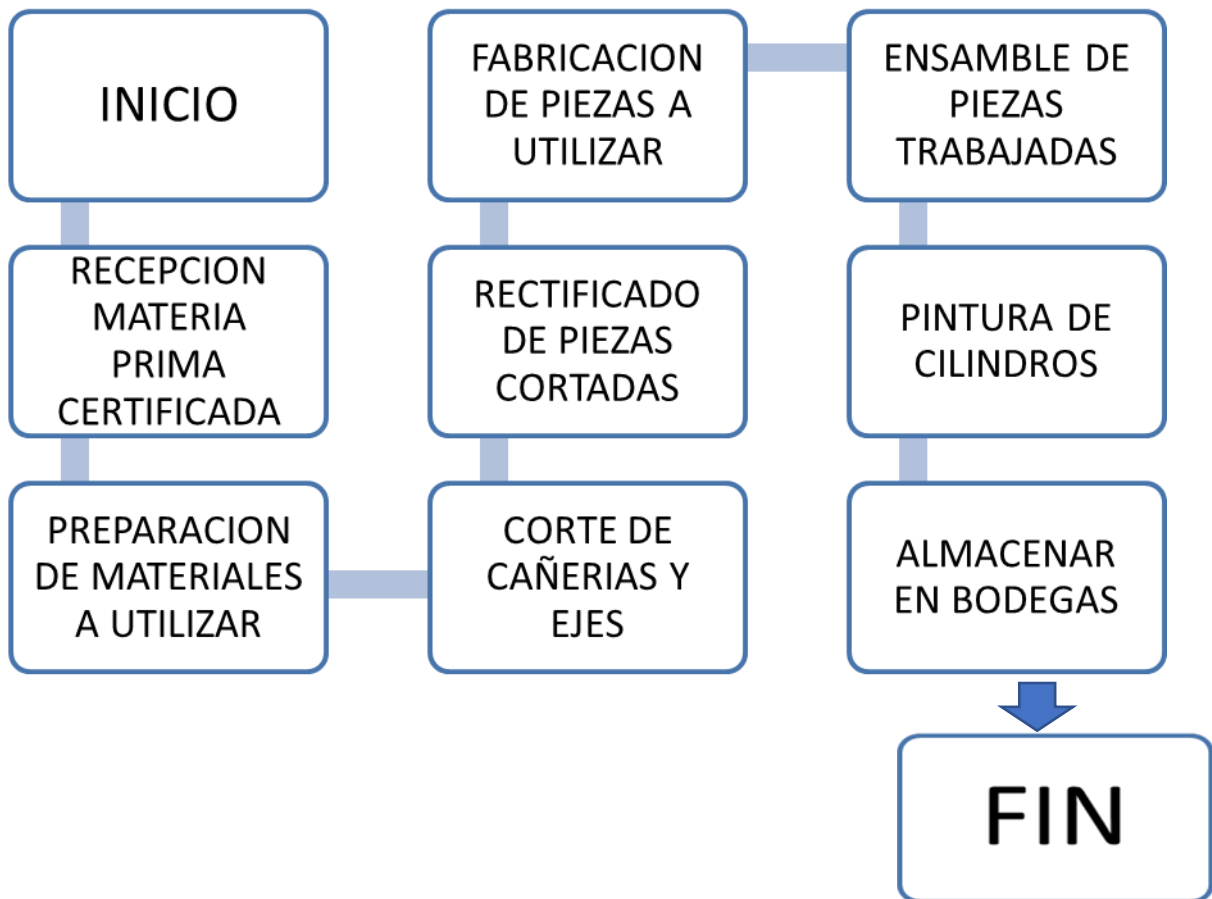 INICIO
RECEPCION
MATERIA
PRIMA
CERTIFICADA
PREPARACION
DE MATERIALES
A UTILIZAR
CORTE DE
CAÑERIAS Y
EJES
RECTIFICADO
DE PIEZAS
CORTADAS
FABRICACION
DE PIEZAS A
UTILIZAR
ENSAMBLE DE
PIEZAS
TRABAJADAS
PINTURA DE
CILINDROS
ALMACENAR
EN BODEGAS
FIN